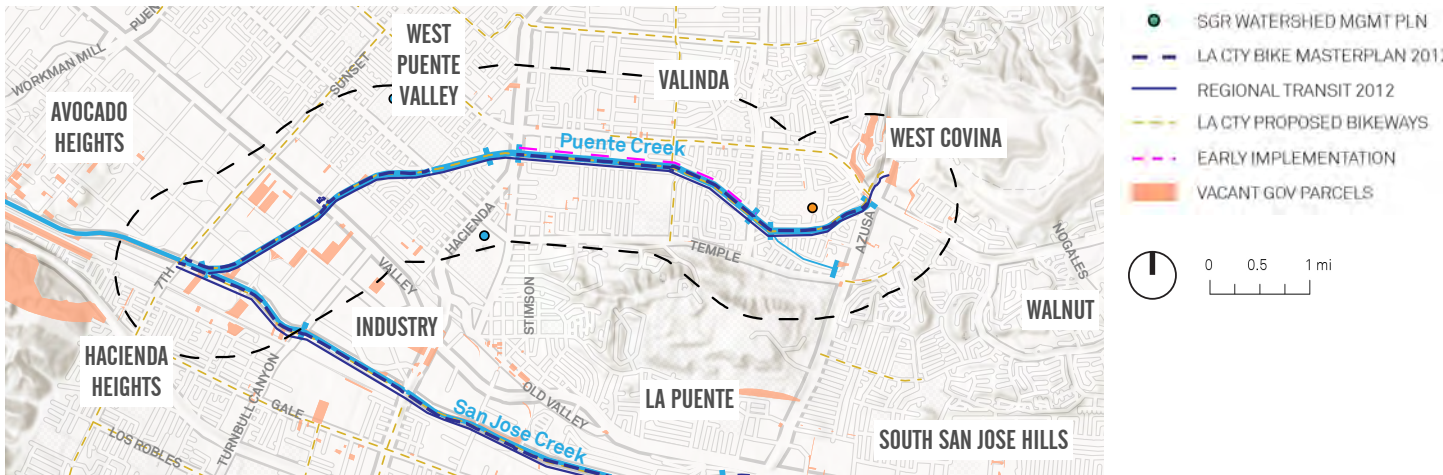 WEST
PUENTE
VALLEY
WORKMAN MILL
SUNSET
VALINDA
AVOCADO
HEIGHTS
Puente Creek
WEST COVINA
HACIENDA
AZUSA
NOGALES
7TH
VALLEY
TEMPLE
STIMSON
INDUSTRY
WALNUT
HACIENDA
HEIGHTS
TURNBULL CANYON
OLD VALLEY
LA PUENTE
GALE
San Jose Creek
LOS ROBLES
SOUTH SAN JOSE HILLS
SGR WATERSHED MGMT PLN
LA CTY BIKE MASTERPLAN
REGIONAL TRANSIT 2012
LA CTY PROPOSED BIKEWAYS
EARLY IMPLEMENTATION
VACANT GOV PARCELS
0 0.5 1 mi